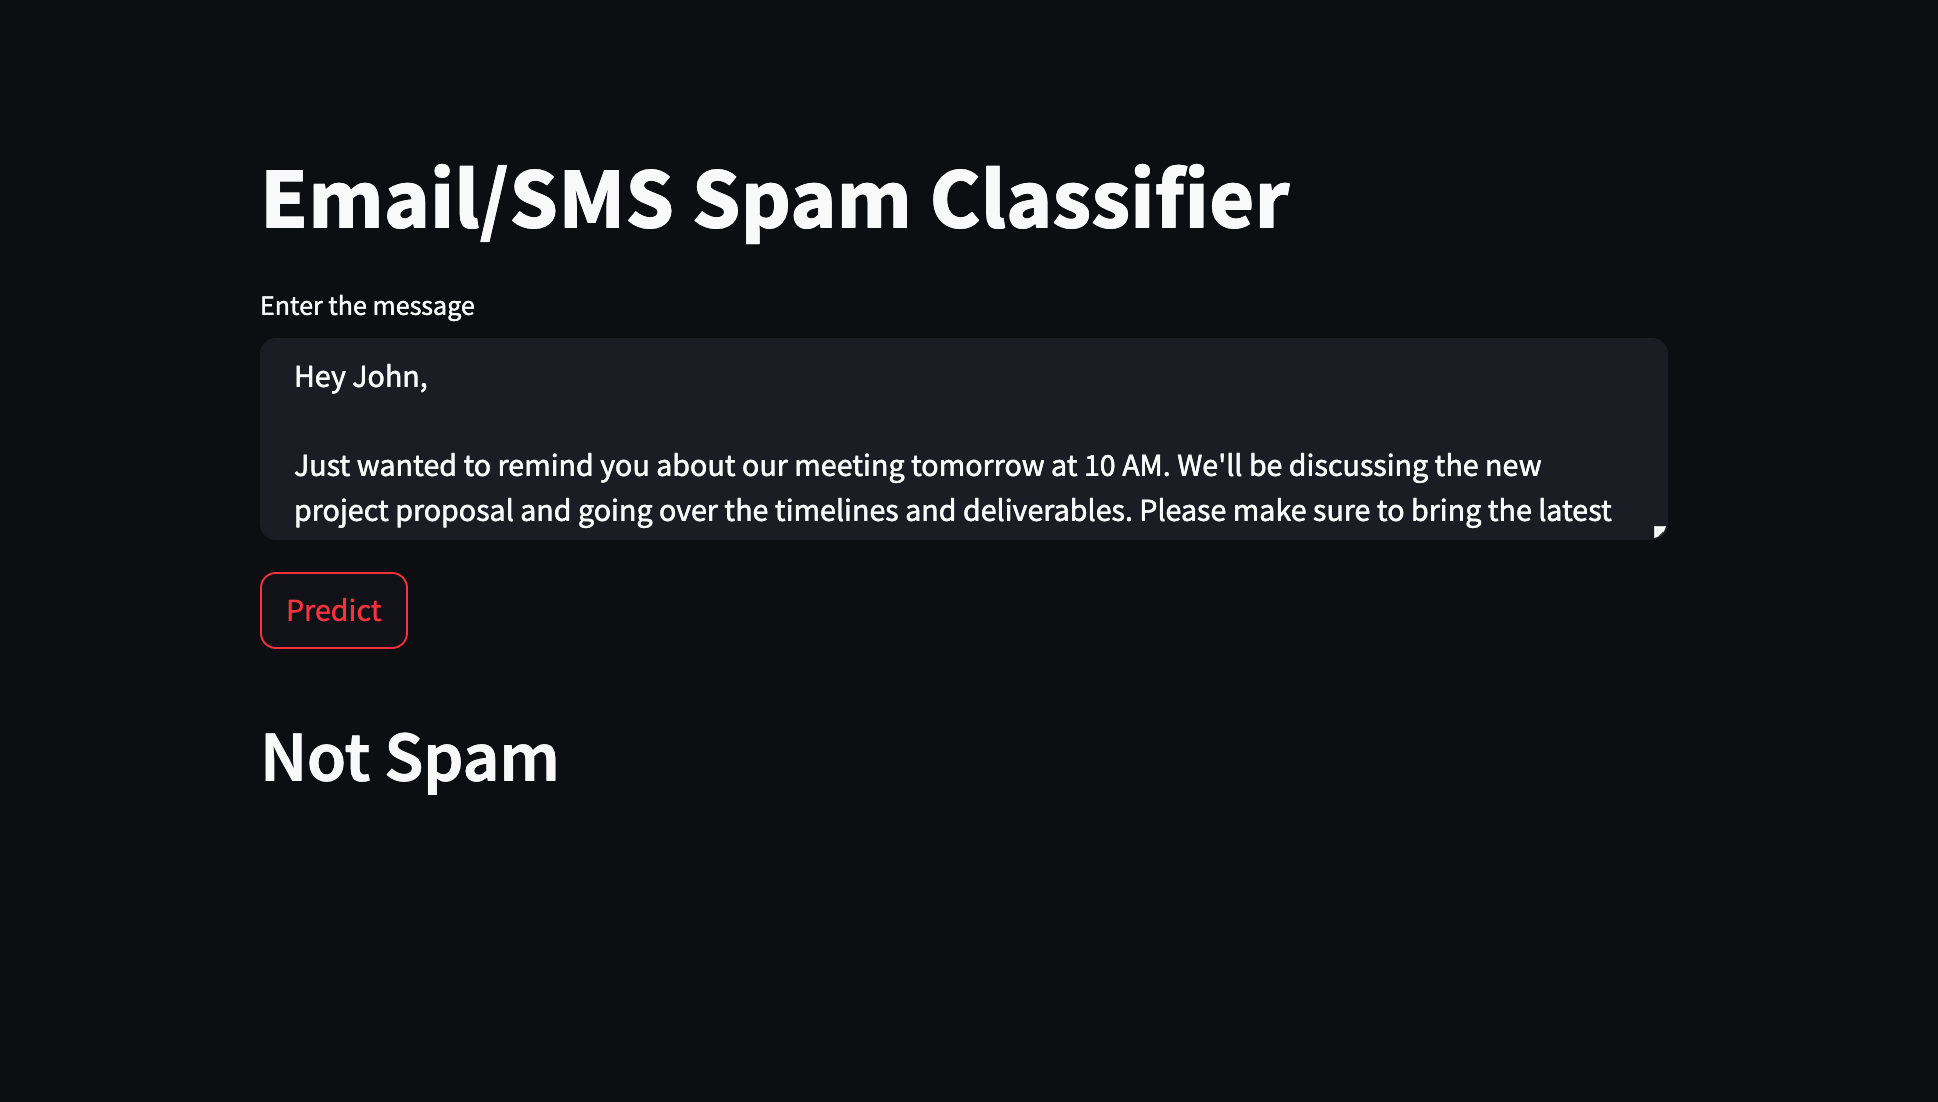 Email/SMS Spam Classifier
Enter the message
Hey John,
Just wanted to remind you about our meeting tomorrow at 10 AM. We'll be discussing the new
project proposal and going over the timelines and deliverables. Please make sure to bring the latest
Predict
Not Spam